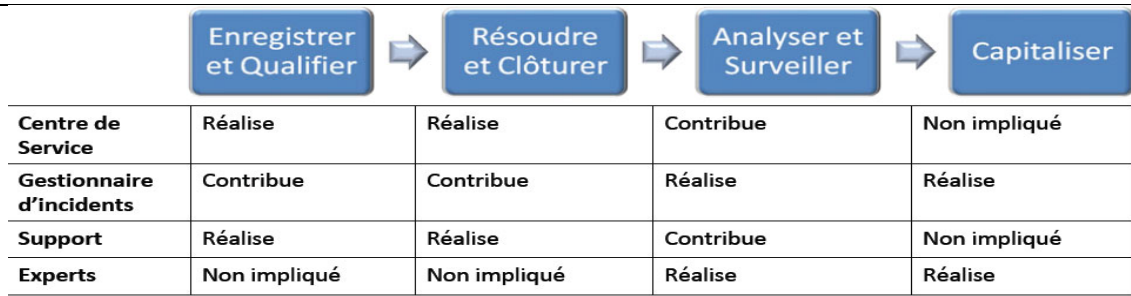 Enregistrer
et Qualifier
Résoudre
et Clôturer
Analyser et
Surveiller
Capitaliser
Centre de
Service
Réalise
Réalise
Contribue
Non impliqué
Gestionnaire
d'incidents
Contribue
Contribue
Réalise
Réalise
Support
Réalise
Réalise
Contribue
Non impliqué
Experts
Non impliqué
Non impliqué
Réalise
Réalise